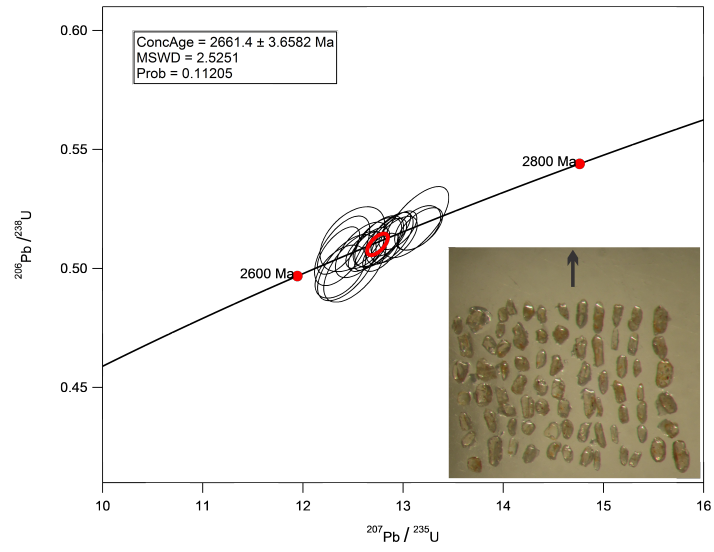 ConcAge = 2661.4 ± 3.6582 Ma
MSWD = 2.5251
Prob = 0.11205
0.60
0.55
0.50
0.45
²⁰⁶Pb /²³⁸U
2800 Ma
2600 Ma
10 11 12 13 14 15 16
²⁰⁷Pb / ²³⁵U